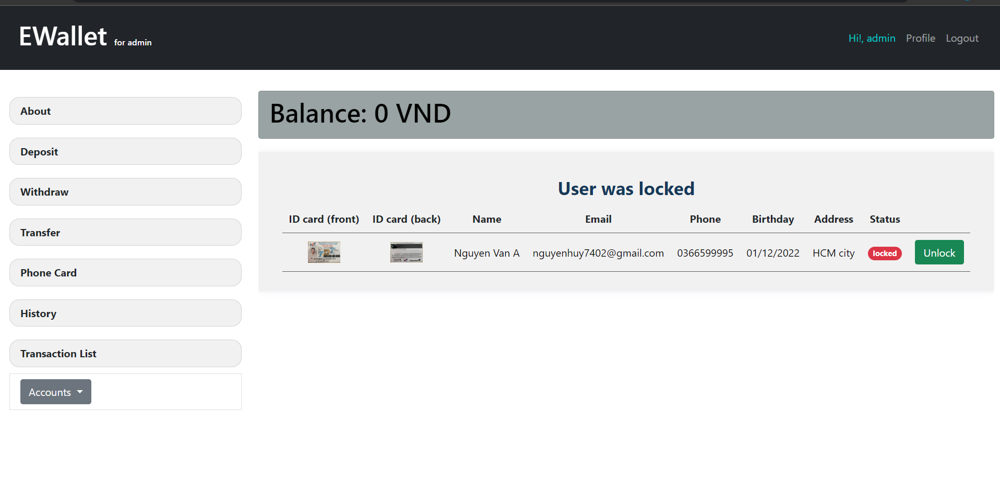 EWallet for admin
Hi!, admin Profile Logout
About
Deposit
Withdraw
Transfer
Phone Card
History
Transaction List
Accounts
Balance: 0 VND
User was locked
ID card (front) ID card (back) Name Email Phone Birthday Address Status
Nguyen Van A nguyenhuy7402@gmail.com 0366599995 01/12/2022 HCM city locked Unlock